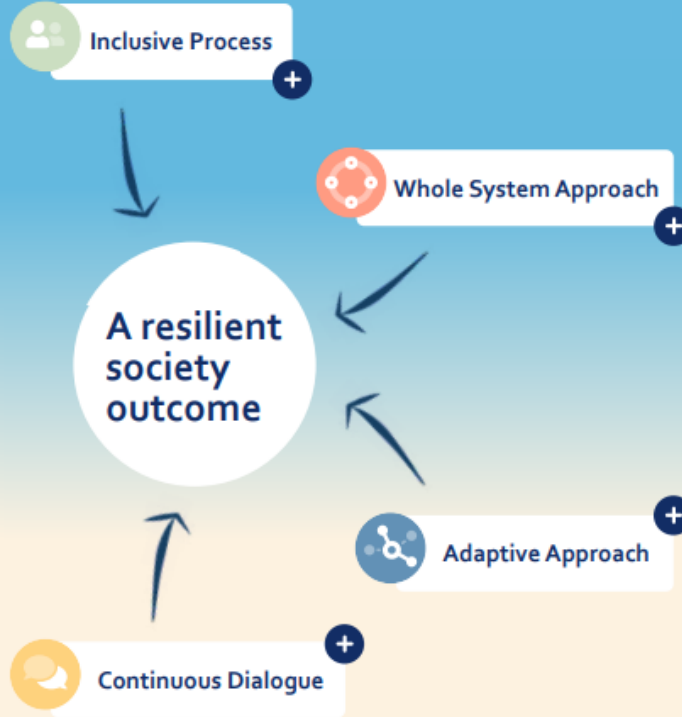 Inclusive Process
Whole System Approach
A resilient
society
outcome
Adaptive Approach
Continuous Dialogue